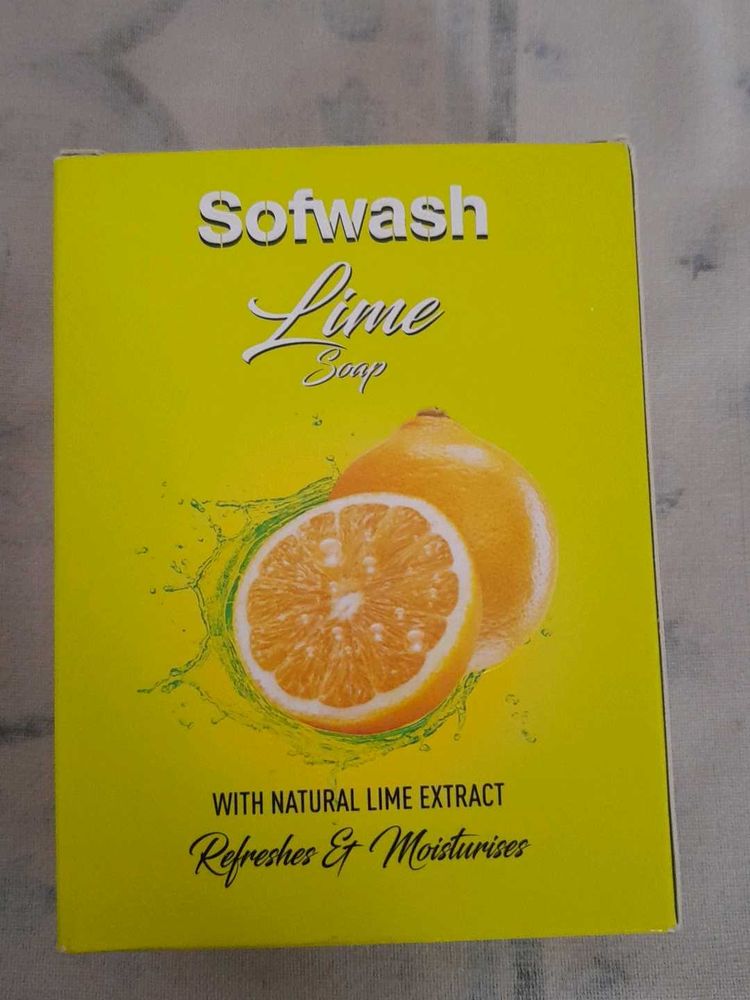 Sofwash
Lime
Soap
WITH NATURAL LIME EXTRACT
Refreshes & Moisturises